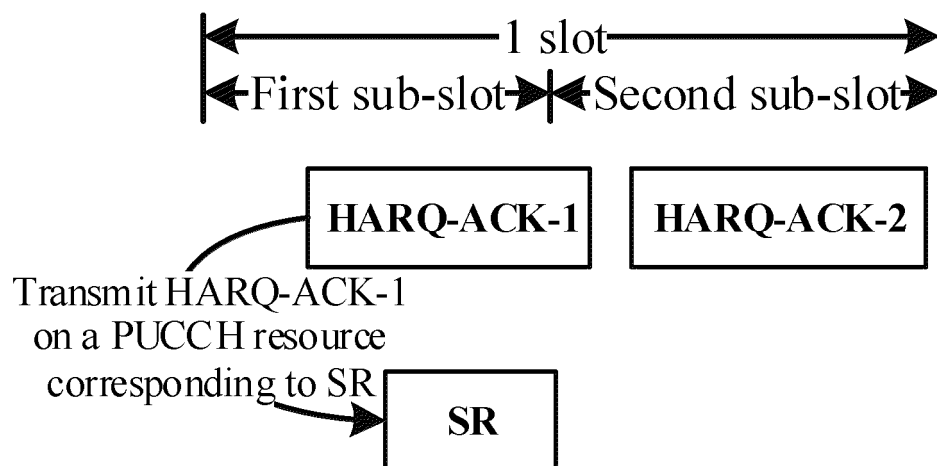 1 slot
First sub-slot
Second sub-slot
HARQ-ACK-1
HARQ-ACK-2
Transmit HARQ-ACK-1
on a PUCCH resource
corresponding to SR
SR